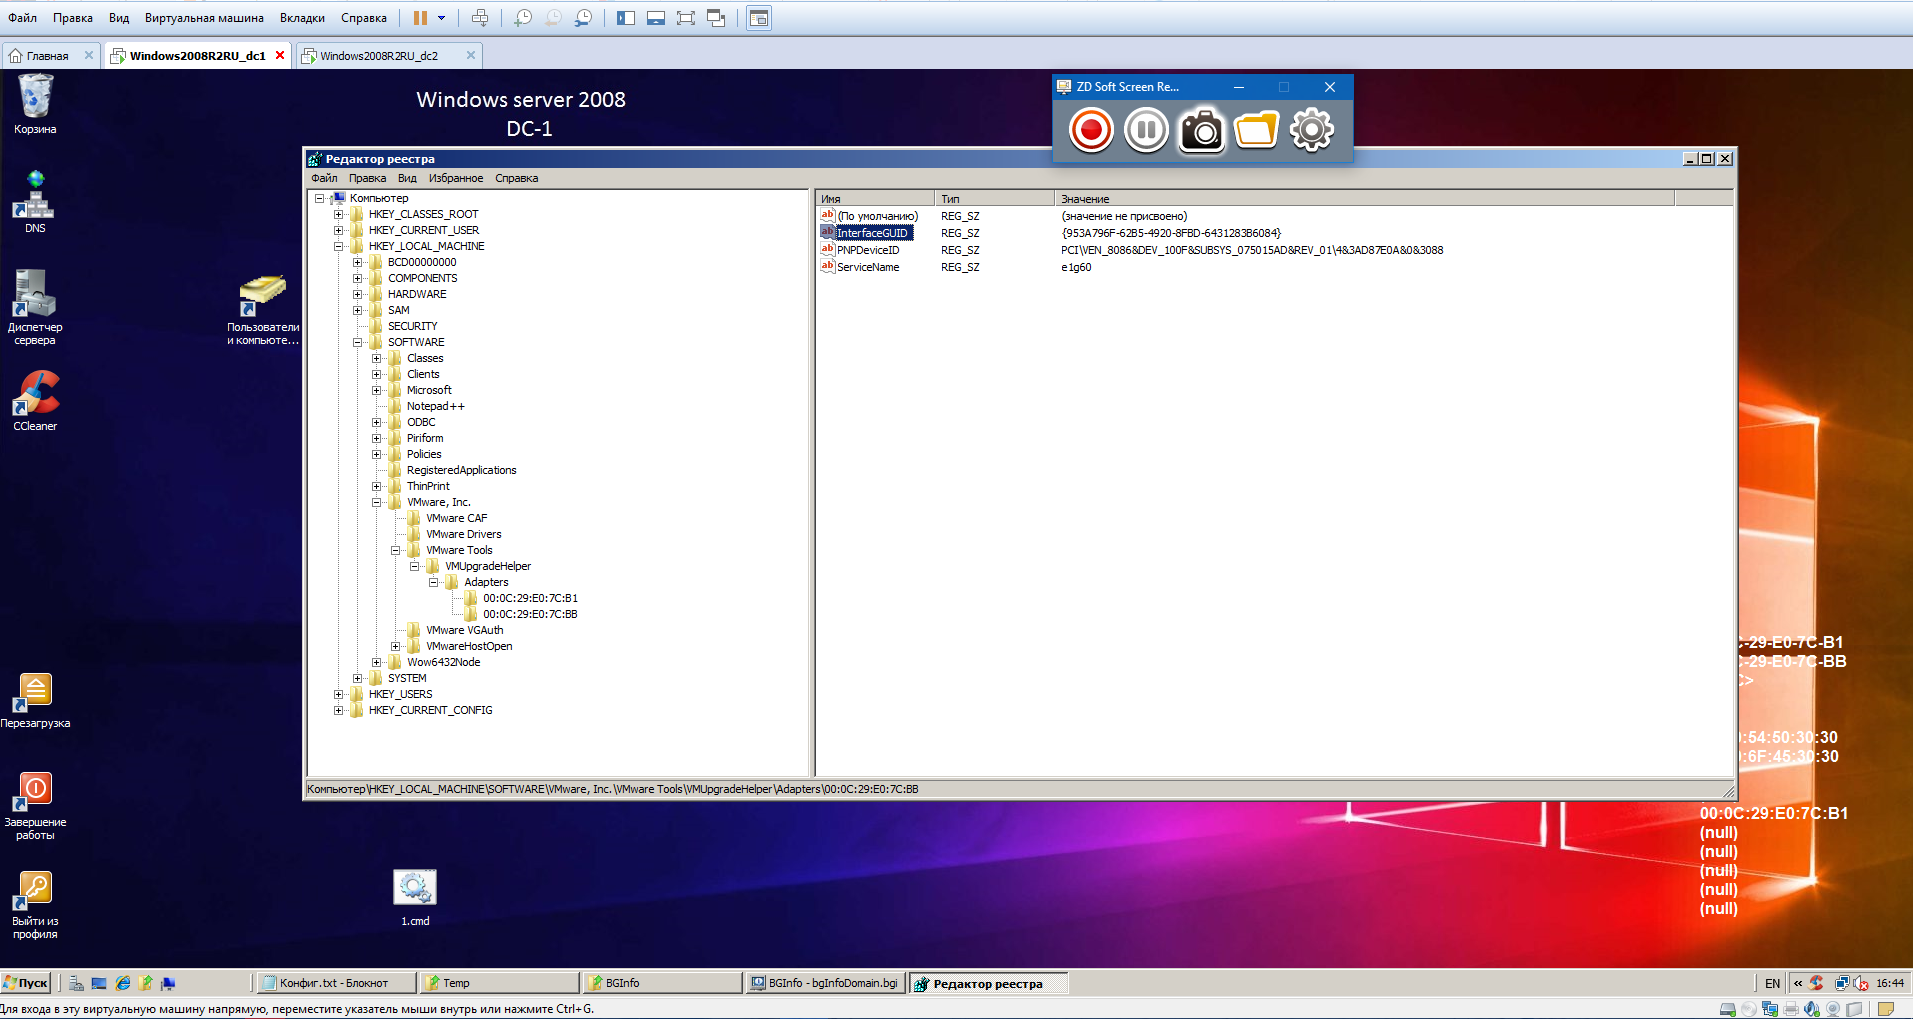 Файл Правка Вид Виртуальная машина Вкладки Справка
Главная
Windows2008R2RU_dc1
Windows2008R2RU_dc2
Windows server 2008
DC-1
ZD Soft Screen Re...
Корзина
DNS
Диспетчер
сервера
Пользователи
и компьюте...
CCleaner
Перезагрузка
Завершение
работы
Выйти из
профиля
1.cmd
Редактор реестра
Файл Правка Вид Избранное Справка
Компьютер
HKEY_CLASSES_ROOT
HKEY_CURRENT_USER
HKEY_LOCAL_MACHINE
BCD00000000
COMPONENTS
HARDWARE
SAM
SECURITY
SOFTWARE
Classes
Clients
Microsoft
Notepad++
ODBC
Piriform
Policies
RegisteredApplications
ThinPrint
VMware, Inc.
VMware CAF
VMware Drivers
VMware Tools
VMUpgradeHelper
Adapters
00:0C:29:E0:7C:B1
00:0C:29:E0:7C:BB
VMware VGAuth
VMwareHostOpen
Wow6432Node
SYSTEM
HKEY_USERS
HKEY_CURRENT_CONFIG
Имя Тип Значение
(По умолчанию) REG_SZ (значение не присвоено)
InterfaceGUID REG_SZ {953A796F-62B5-4920-8FBD-6431283B6084}
PNPDeviceID REG_SZ PCI\VEN_8086&DEV_100F&SUBSYS_075015AD&REV_01\4&3AD87E0A&0&3088
ServiceName REG_SZ e1g60
Компьютер\HKEY_LOCAL_MACHINE\SOFTWARE\VMware, Inc.\VMware Tools\VMUpgradeHelper\Adapters\00:0C:29:E0:7C:BB
-29-E0-7C-B1
-29-E0-7C-BB
C>
:54:50:30:30
:6F:45:30:30
00:0C:29:E0:7C:B1
(null)
(null)
(null)
(null)
(null)
Пуск
Конфиг.txt - Блокнот
Temp
BGInfo
BGInfo - bgInfoDomain.bgi
Редактор реестра
EN
16:44
Для входа в эту виртуальную машину напрямую, переместите указатель мыши внутрь или нажмите Ctrl+G.